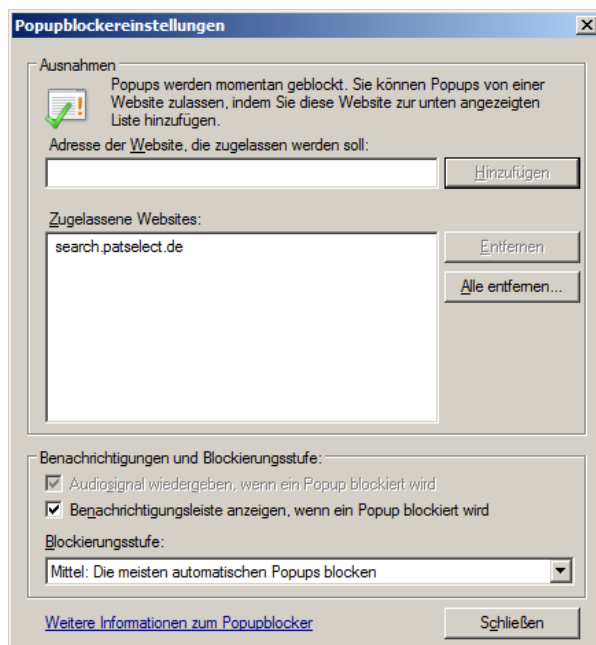 Popupblockereinstellungen
Ausnahmen
Popups werden momentan geblockt. Sie können Popups von einer
Website zulassen, indem Sie diese Website zur unten angezeigten
Liste hinzufügen.
Adresse der Website, die zugelassen werden soll:
Hinzufügen
Zugelassene Websites:
search.patselect.de
Entfernen
Alle entfernen...
Benachrichtigungen und Blockierungsstufe:
Audiosignal wiedergeben, wenn ein Popup blockiert wird
Benachrichtigungsleiste anzeigen, wenn ein Popup blockiert wird
Blockierungsstufe:
Mittel: Die meisten automatischen Popups blocken
Weitere Informationen zum Popupblocker
Schließen